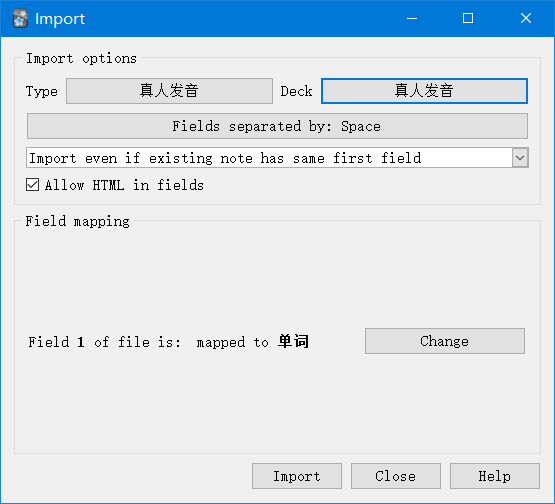 Import
Import options
Type 真人发音 Deck 真人发音
Fields separated by: Space
Import even if existing note has same first field
Allow HTML in fields
Field mapping
Field 1 of file is: mapped to 单词 Change
Import Close Help